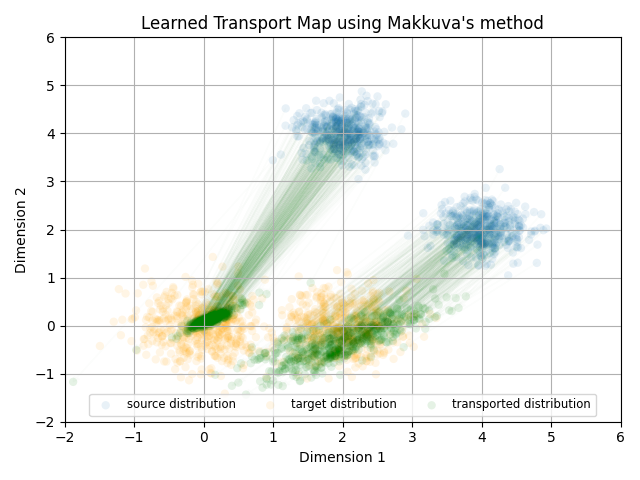 Learned Transport Map using Makkuva's method
6
5
4
3
2
1
0
−1
−2
Dimension 2
source distribution target distribution transported distribution
−2 −1 0 1 2 3 4 5 6
Dimension 1